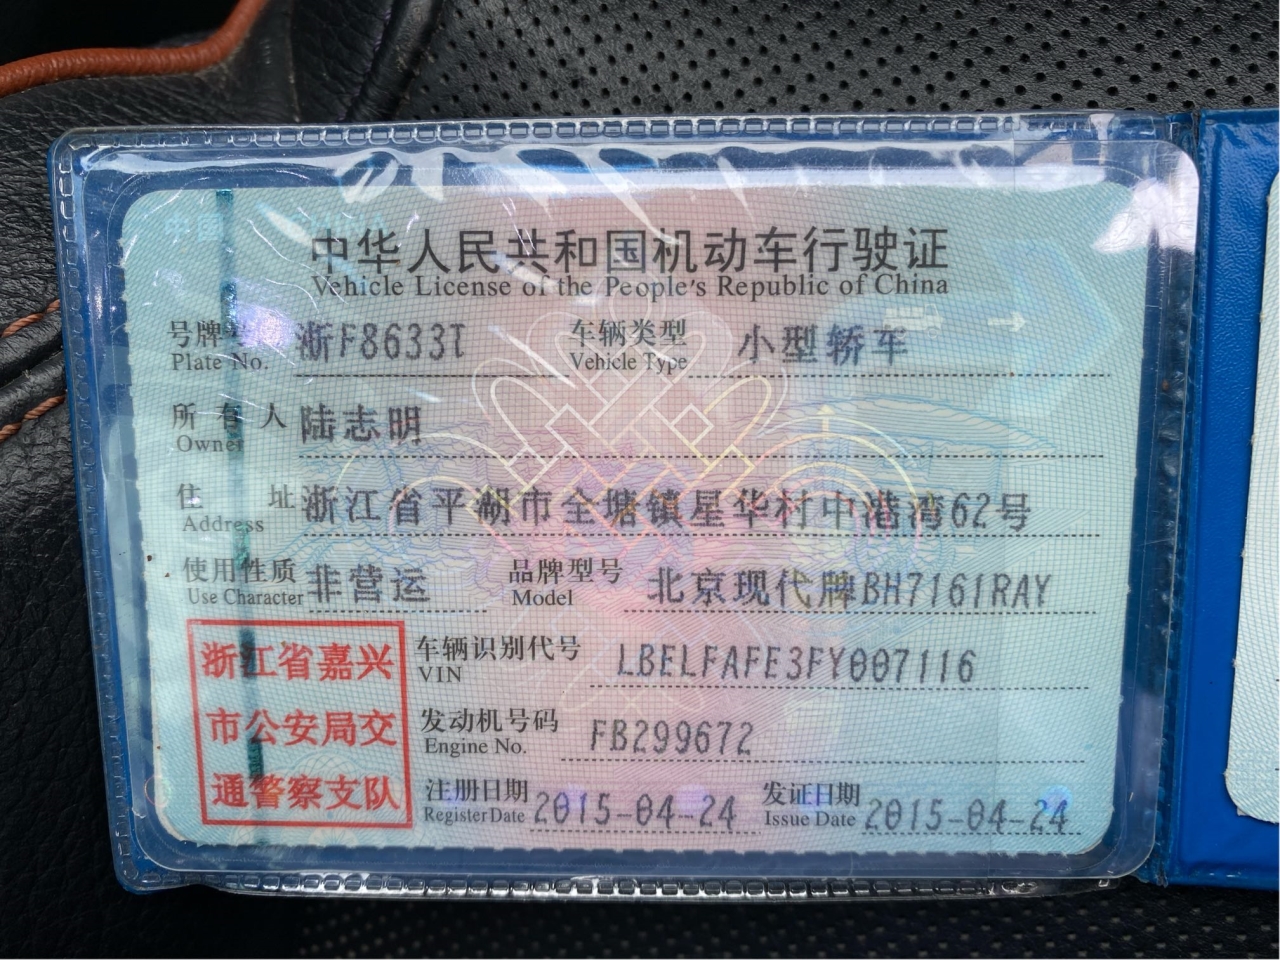 中华人民共和国机动车行驶证
Vehicle License of the People's Republic of China
号牌号 浙F8633T 车辆类型 小型轿车
Plate No. Vehicle Type
所有人 陆志明
Owner
住址 浙江省平湖市全塘镇星华村中港湾62号
Address
使用性质 非营运 品牌型号 北京现代牌BH7161RAY
Use Character Model
浙江省嘉兴
市公安局交
通警察支队
车辆识别代号 LBELFAFE3FY007116
VIN
发动机号码 FB299672
Engine No.
注册日期 2015-04-24 发证日期 2015-04-24
Register Date Issue Date